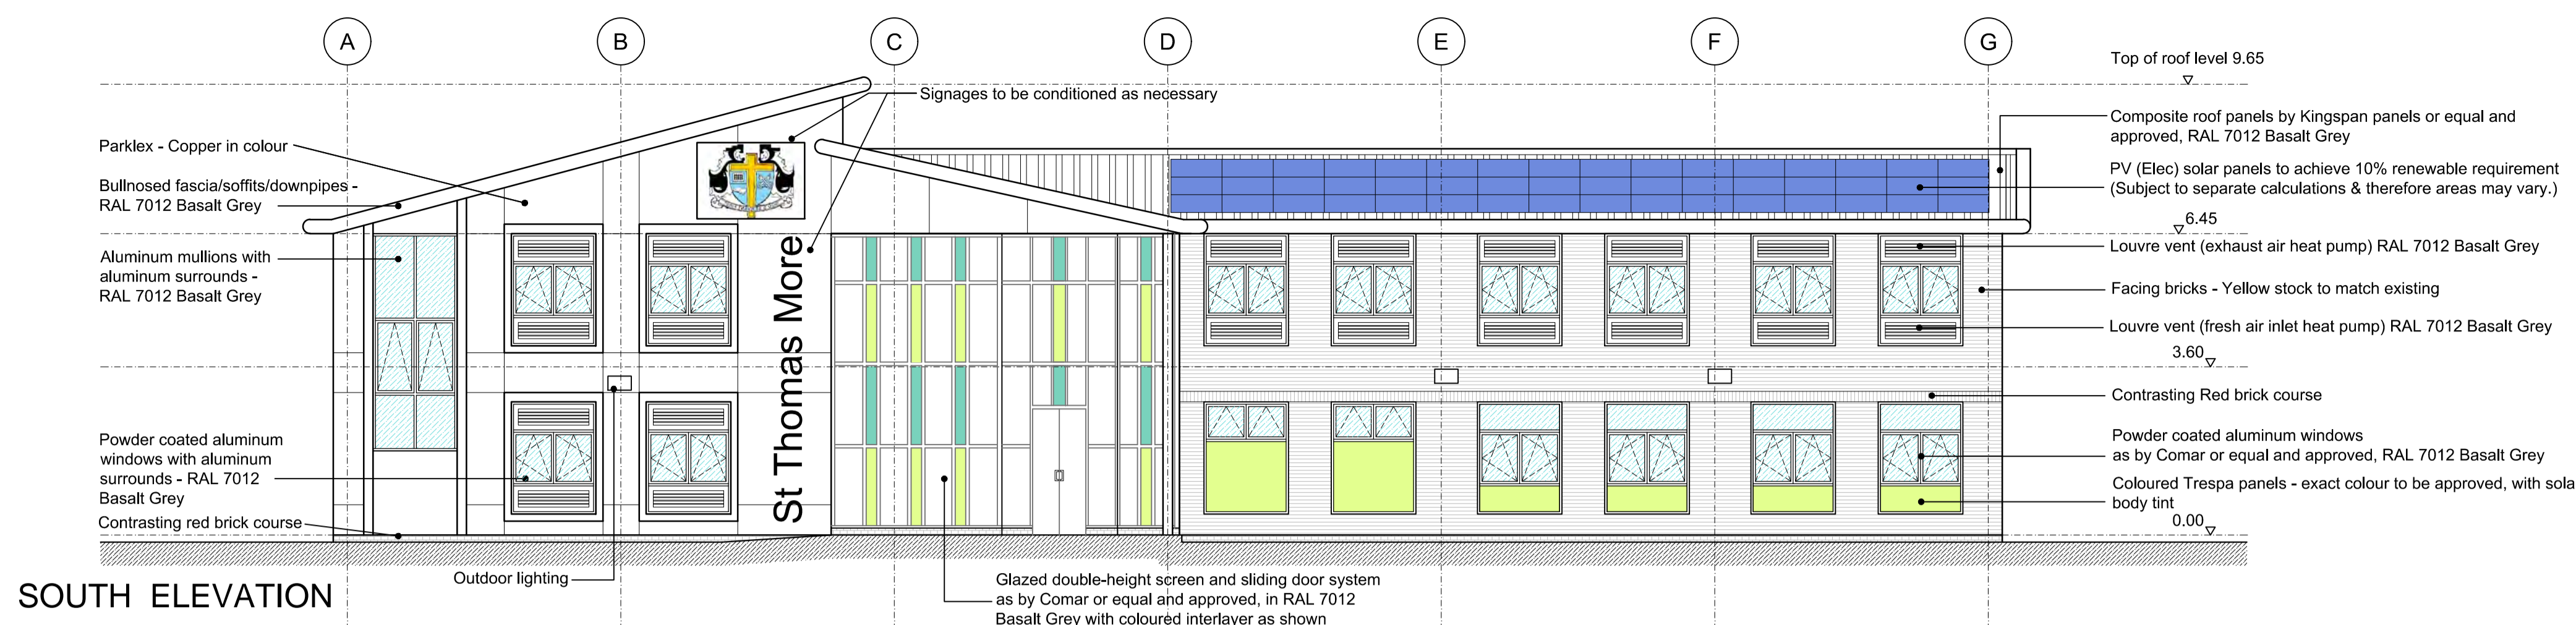 A
B
C
D
E
F
G
Top of roof level 9.65
Signages to be conditioned as necessary
Composite roof panels by Kingspan panels or equal and
approved, RAL 7012 Basalt Grey
Parklex - Copper in colour
PV (Elec) solar panels to achieve 10% renewable requirement
(Subject to separate calculations & therefore areas may vary.)
Bullnosed fascia/soffits/downpipes -
RAL 7012 Basalt Grey
6.45
Louvre vent (exhaust air heat pump) RAL 7012 Basalt Grey
Aluminum mullions with
aluminum surrounds -
RAL 7012 Basalt Grey
St Thomas More
Facing bricks - Yellow stock to match existing
Louvre vent (fresh air inlet heat pump) RAL 7012 Basalt Grey
3.60
Contrasting Red brick course
Powder coated aluminum
windows with aluminum
surrounds - RAL 7012
Basalt Grey
Powder coated aluminum windows
as by Comar or equal and approved, RAL 7012 Basalt Grey
Coloured Trespa panels - exact colour to be approved, with sola
body tint
Contrasting red brick course
0.00
Outdoor lighting
Glazed double-height screen and sliding door system
as by Comar or equal and approved, in RAL 7012
Basalt Grey with coloured interlayer as shown
SOUTH ELEVATION